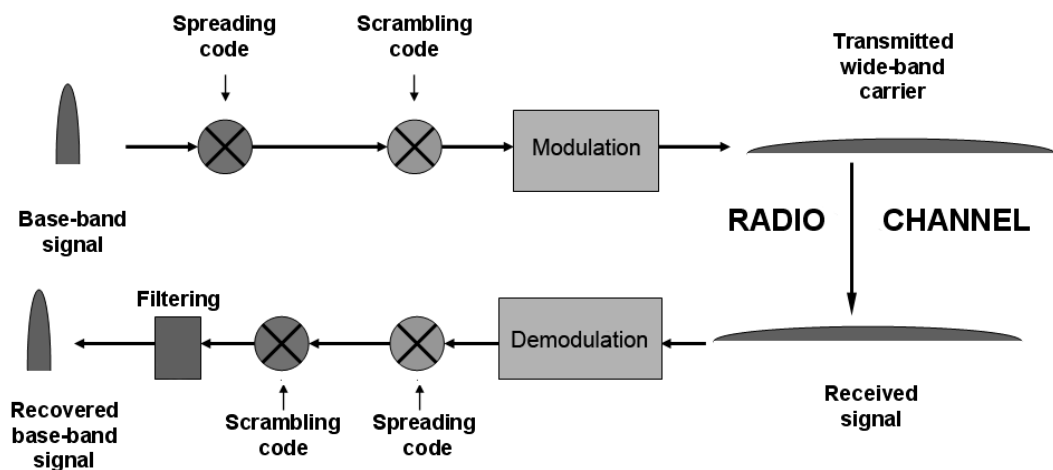 Spreading
code
Scrambling
code
Transmitted
wide-band
carrier
Modulation
Base-band
signal
RADIO CHANNEL
Filtering
Demodulation
Recovered
base-band
signal
Scrambling
code
Spreading
code
Received
signal